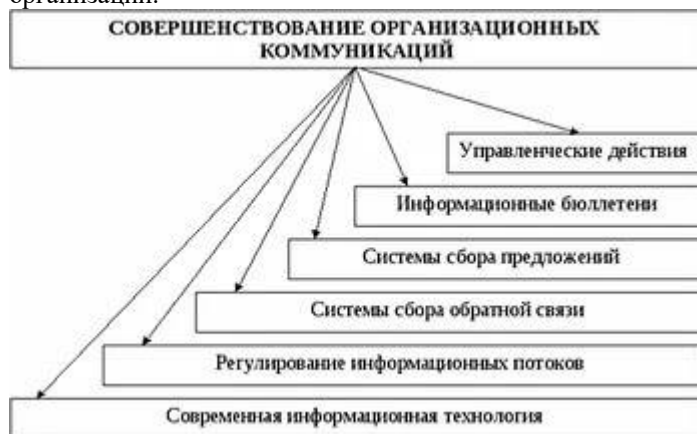 организации.
СОВЕРШЕНСТВОВАНИЕ ОРГАНИЗАЦИОННЫХ
КОММУНИКАЦИЙ
Управленческие действия
Информационные бюллетени
Системы сбора предложений
Системы сбора обратной связи
Регулирование информационных потоков
Современная информационная технология